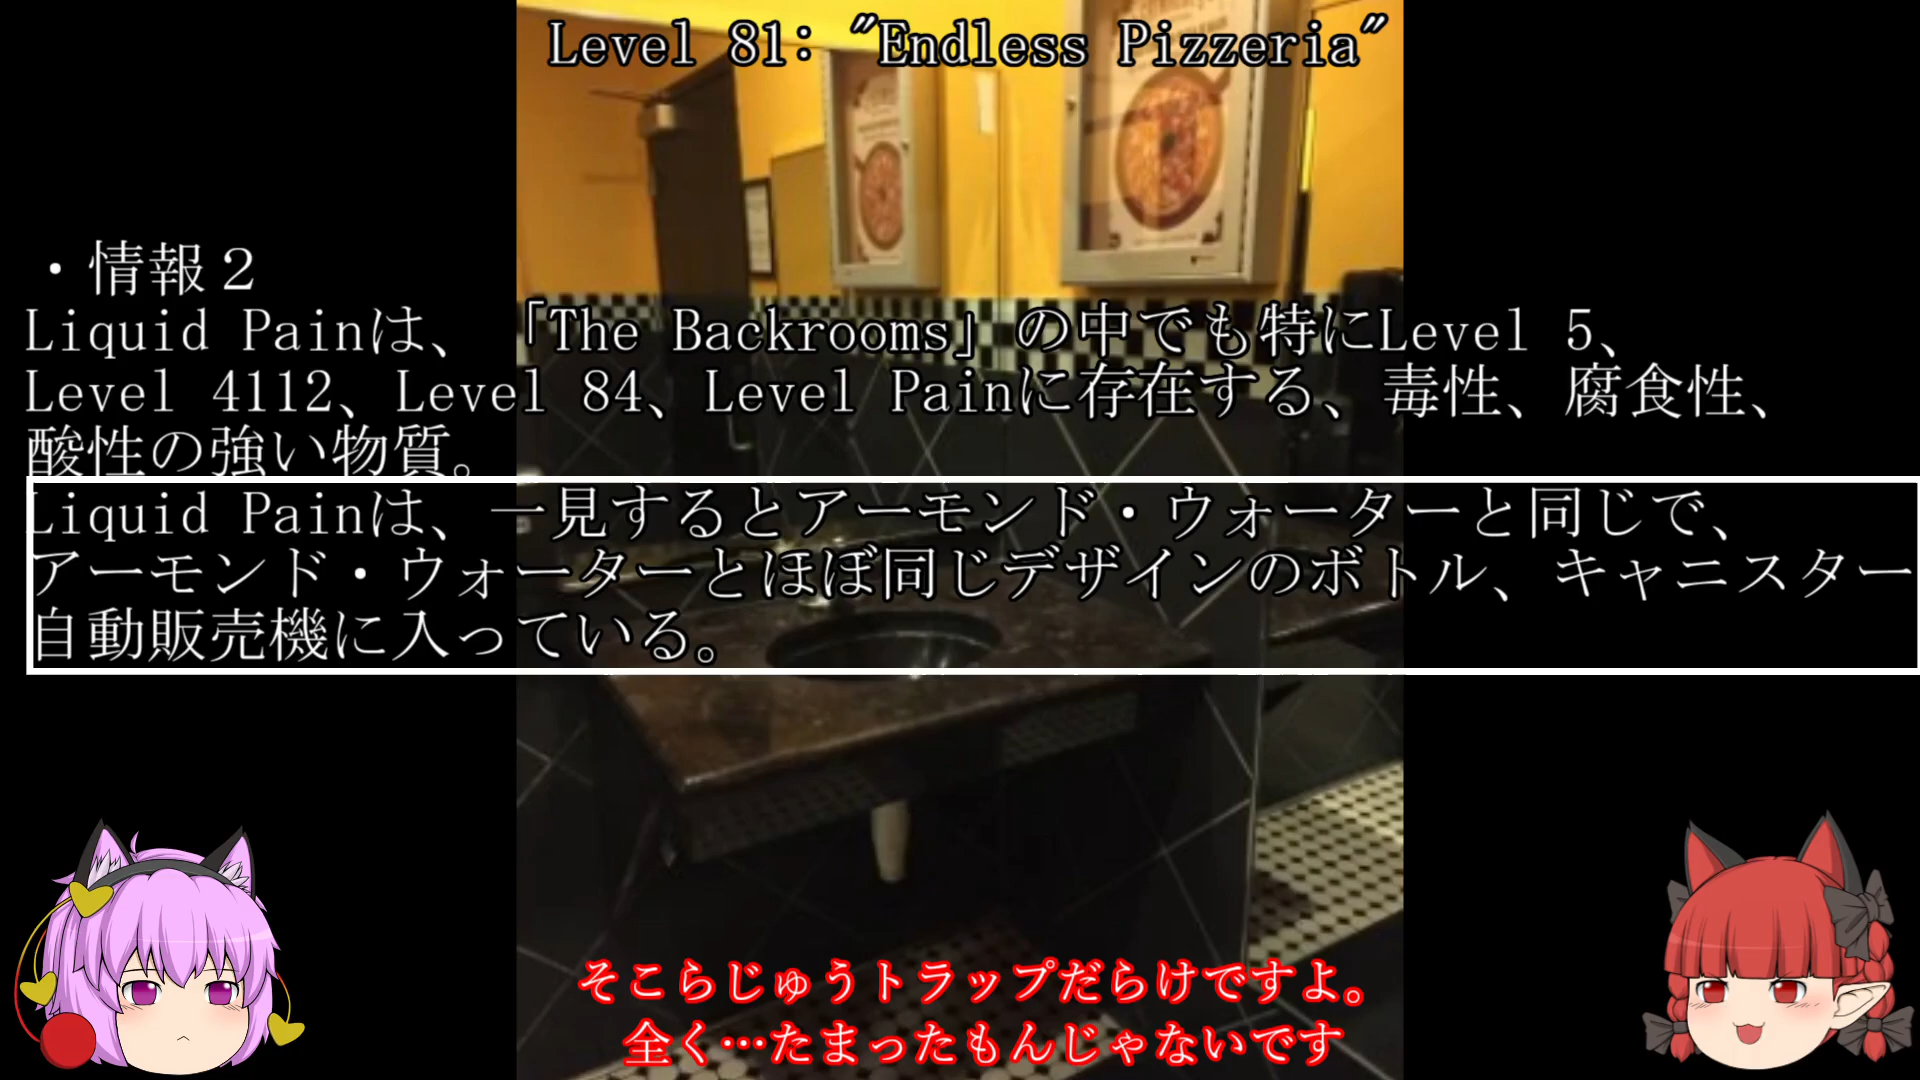 Level 81: "Endless Pizzeria"
・情報２
Liquid Painは、「The Backrooms」の中でも特にLevel 5、
Level 4112、Level 84、Level Painに存在する、毒性、腐食性、
酸性の強い物質。
Liquid Painは、一見するとアーモンド・ウォーターと同じで、
アーモンド・ウォーターとほぼ同じデザインのボトル、キャニスター
自動販売機に入っている。
そこらじゅうトラップだらけですよ。
全く…たまったもんじゃないです